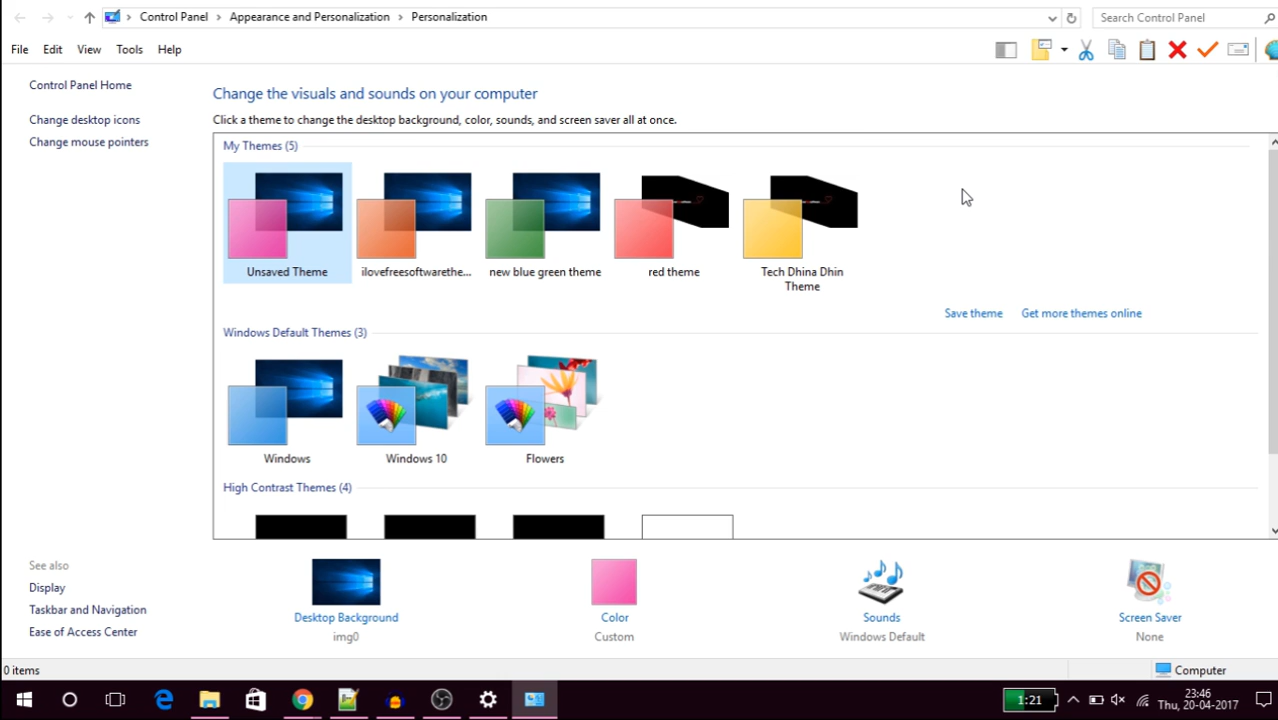 Control Panel > Appearance and Personalization > Personalization
Search Control Panel
File Edit View Tools Help
Control Panel Home
Change desktop icons
Change mouse pointers
Change the visuals and sounds on your computer
Click a theme to change the desktop background, color, sounds, and screen saver all at once.
My Themes (5)
Unsaved Theme
ilovefreesoftwarethe...
new blue green theme
red theme
Tech Dhina Dhin
Theme
Save theme Get more themes online
Windows Default Themes (3)
Windows
Windows 10
Flowers
High Contrast Themes (4)
See also
Display
Taskbar and Navigation
Ease of Access Center
Desktop Background
img0
Color
Custom
Sounds
Windows Default
Screen Saver
None
0 items
Computer
1:21
23:46
Thu, 20-04-2017